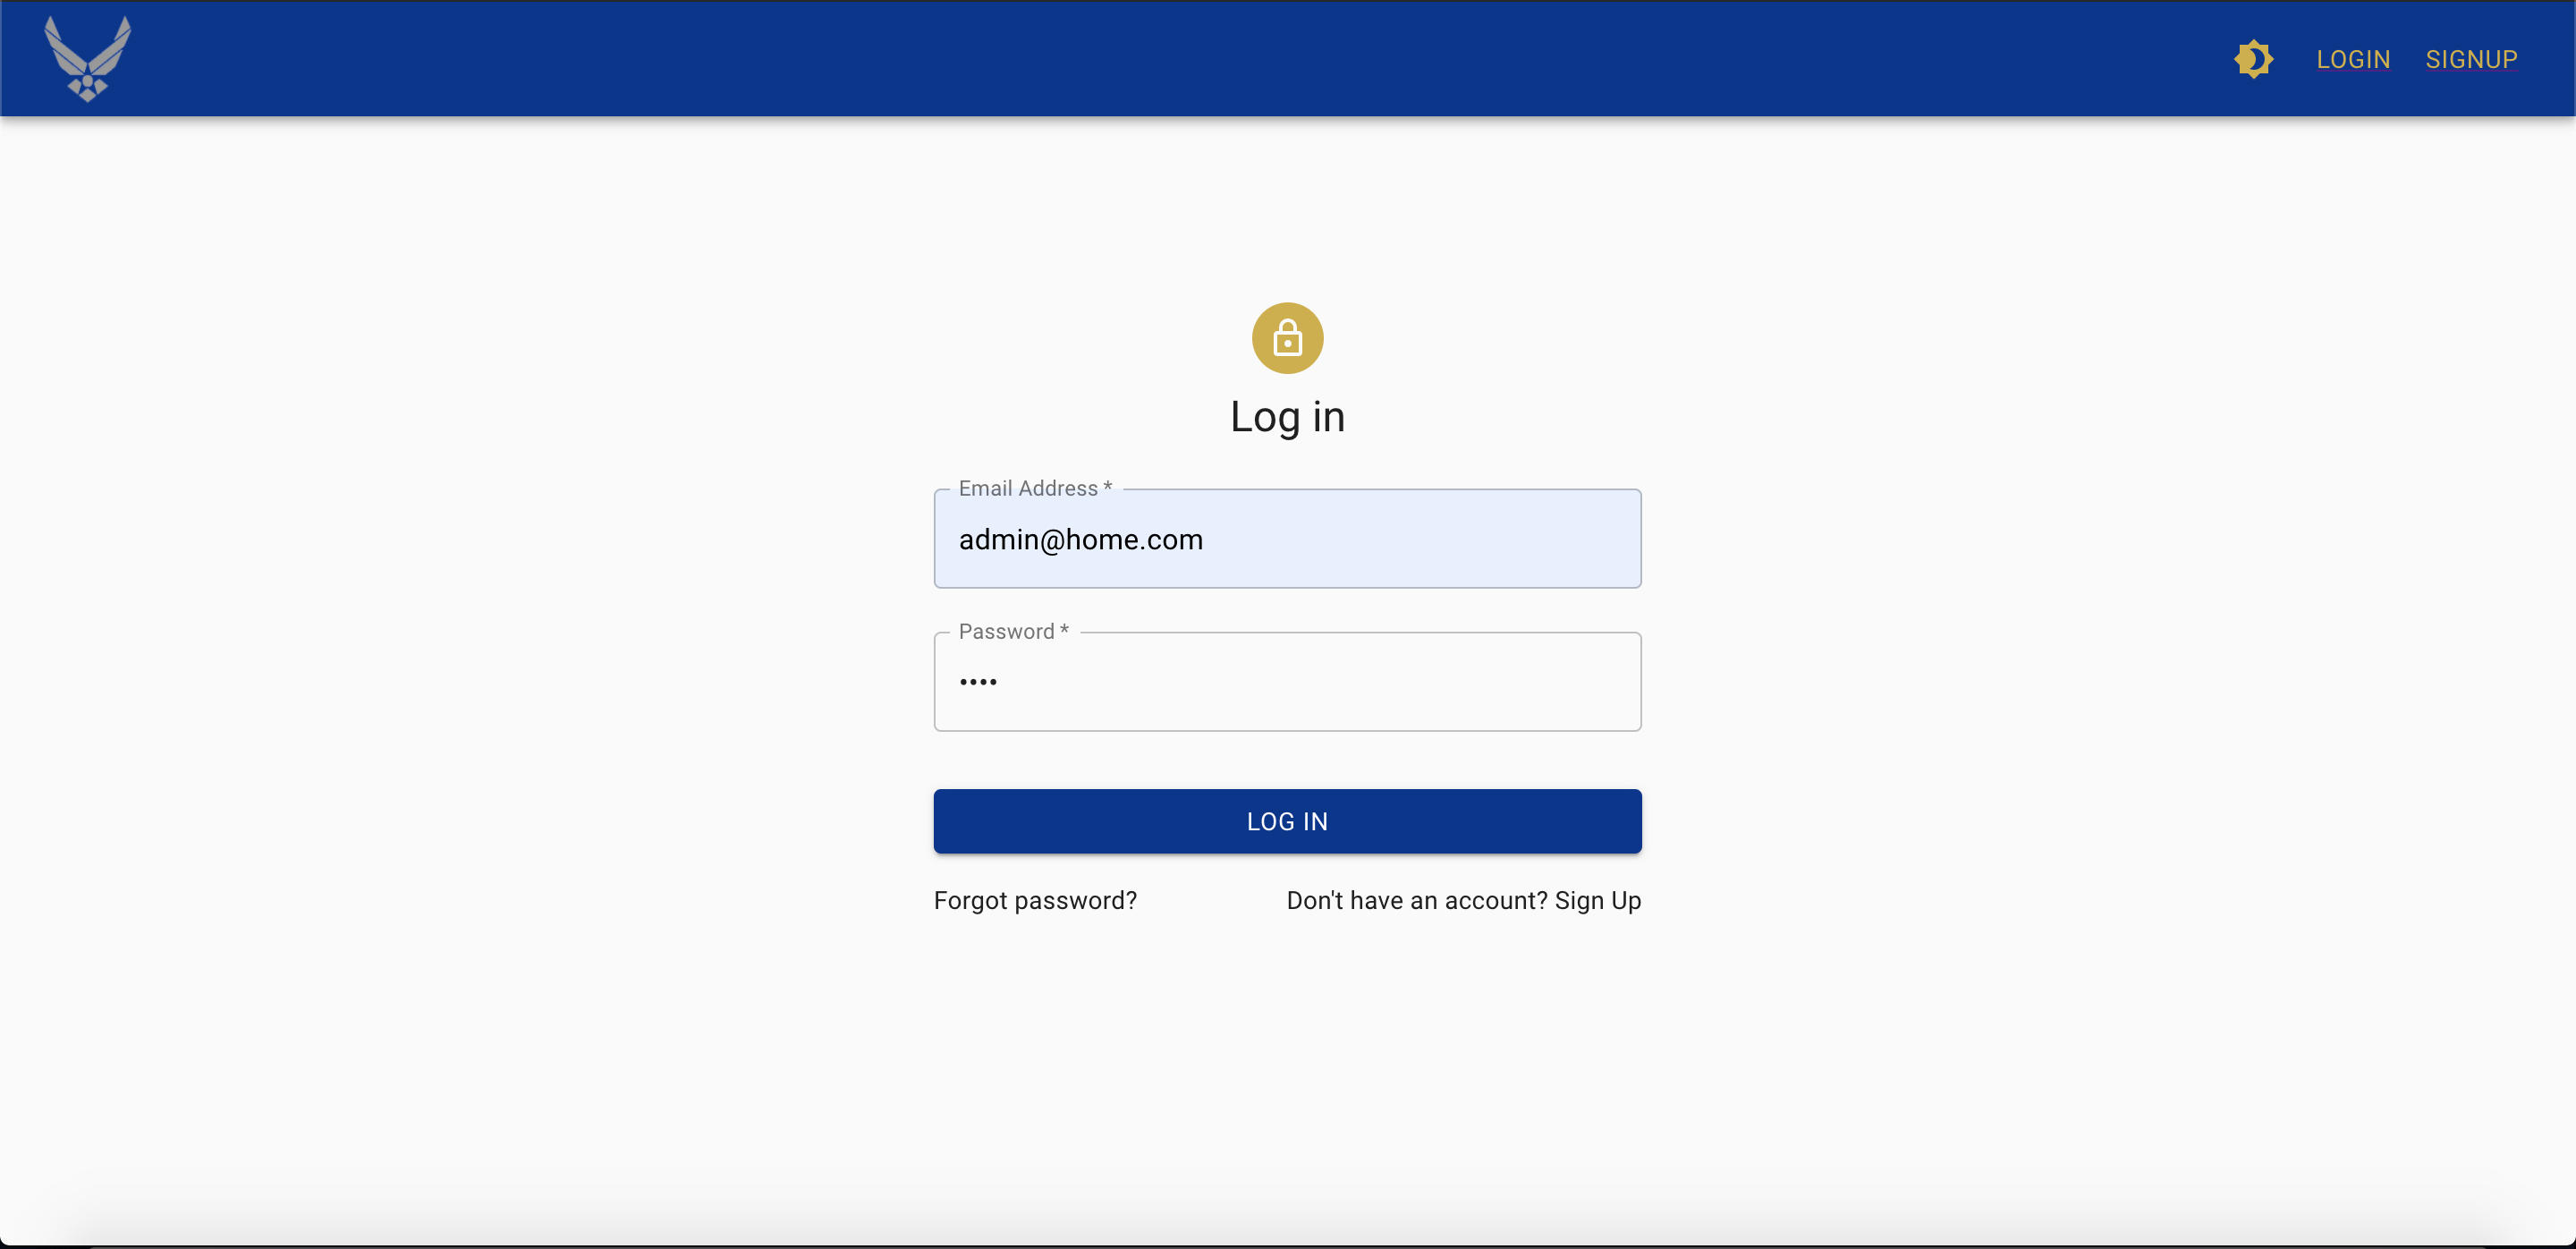 LOGIN SIGNUP
Log in
Email Address *
admin@home.com
Password *
••••
LOG IN
Forgot password? Don't have an account? Sign Up